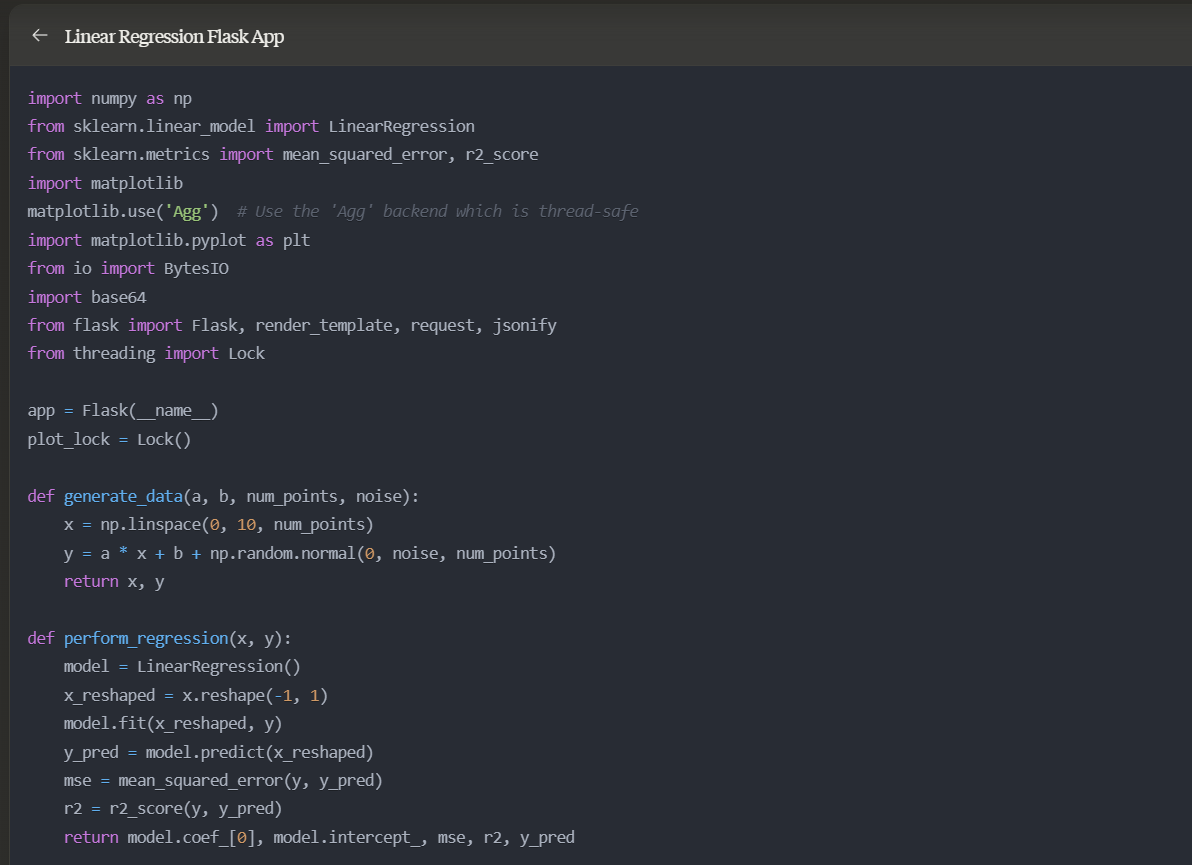 ← Linear Regression Flask App
import numpy as np
from sklearn.linear_model import LinearRegression
from sklearn.metrics import mean_squared_error, r2_score
import matplotlib
matplotlib.use('Agg')  # Use the 'Agg' backend which is thread-safe
import matplotlib.pyplot as plt
from io import BytesIO
import base64
from flask import Flask, render_template, request, jsonify
from threading import Lock

app = Flask(__name__)
plot_lock = Lock()

def generate_data(a, b, num_points, noise):
    x = np.linspace(0, 10, num_points)
    y = a * x + b + np.random.normal(0, noise, num_points)
    return x, y

def perform_regression(x, y):
    model = LinearRegression()
    x_reshaped = x.reshape(-1, 1)
    model.fit(x_reshaped, y)
    y_pred = model.predict(x_reshaped)
    mse = mean_squared_error(y, y_pred)
    r2 = r2_score(y, y_pred)
    return model.coef_[0], model.intercept_, mse, r2, y_pred